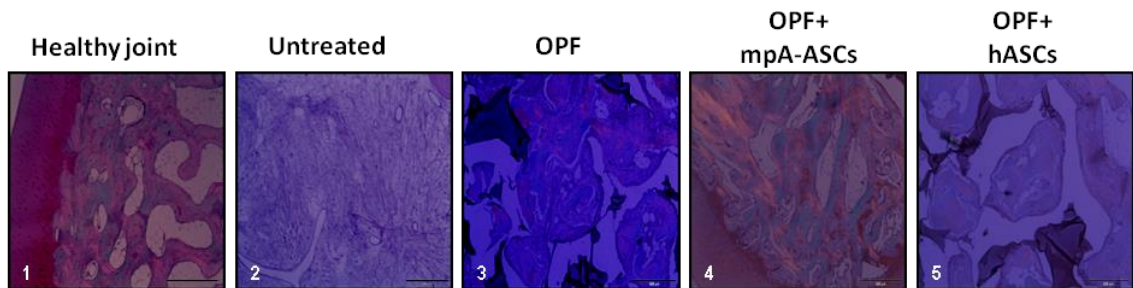 Healthy joint
Untreated
OPF
OPF+
mpA-ASCs
OPF+
hASCs
1
2
3
4
5